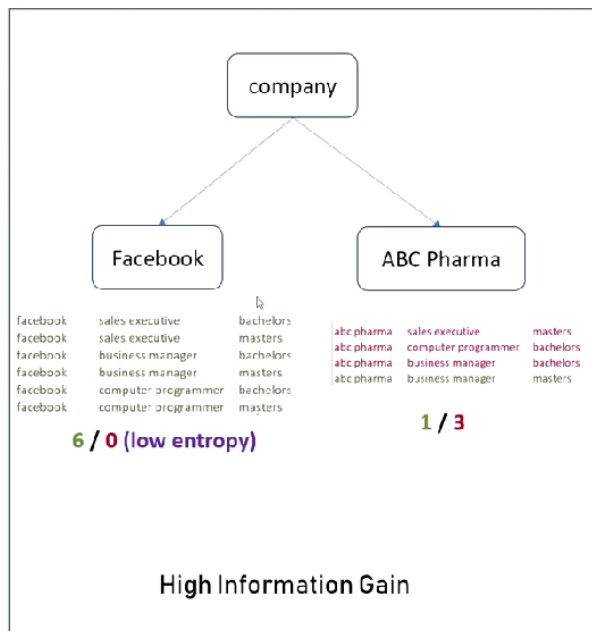 company
Facebook
ABC Pharma
facebook sales executive bachelors
facebook sales executive masters
facebook business manager bachelors
facebook business manager masters
facebook computer programmer bachelors
facebook computer programmer masters
6 / 0 (low entropy)
abc pharma sales executive masters
abc pharma computer programmer bachelors
abc pharma business manager bachelors
abc pharma business manager masters
1 / 3
High Information Gain